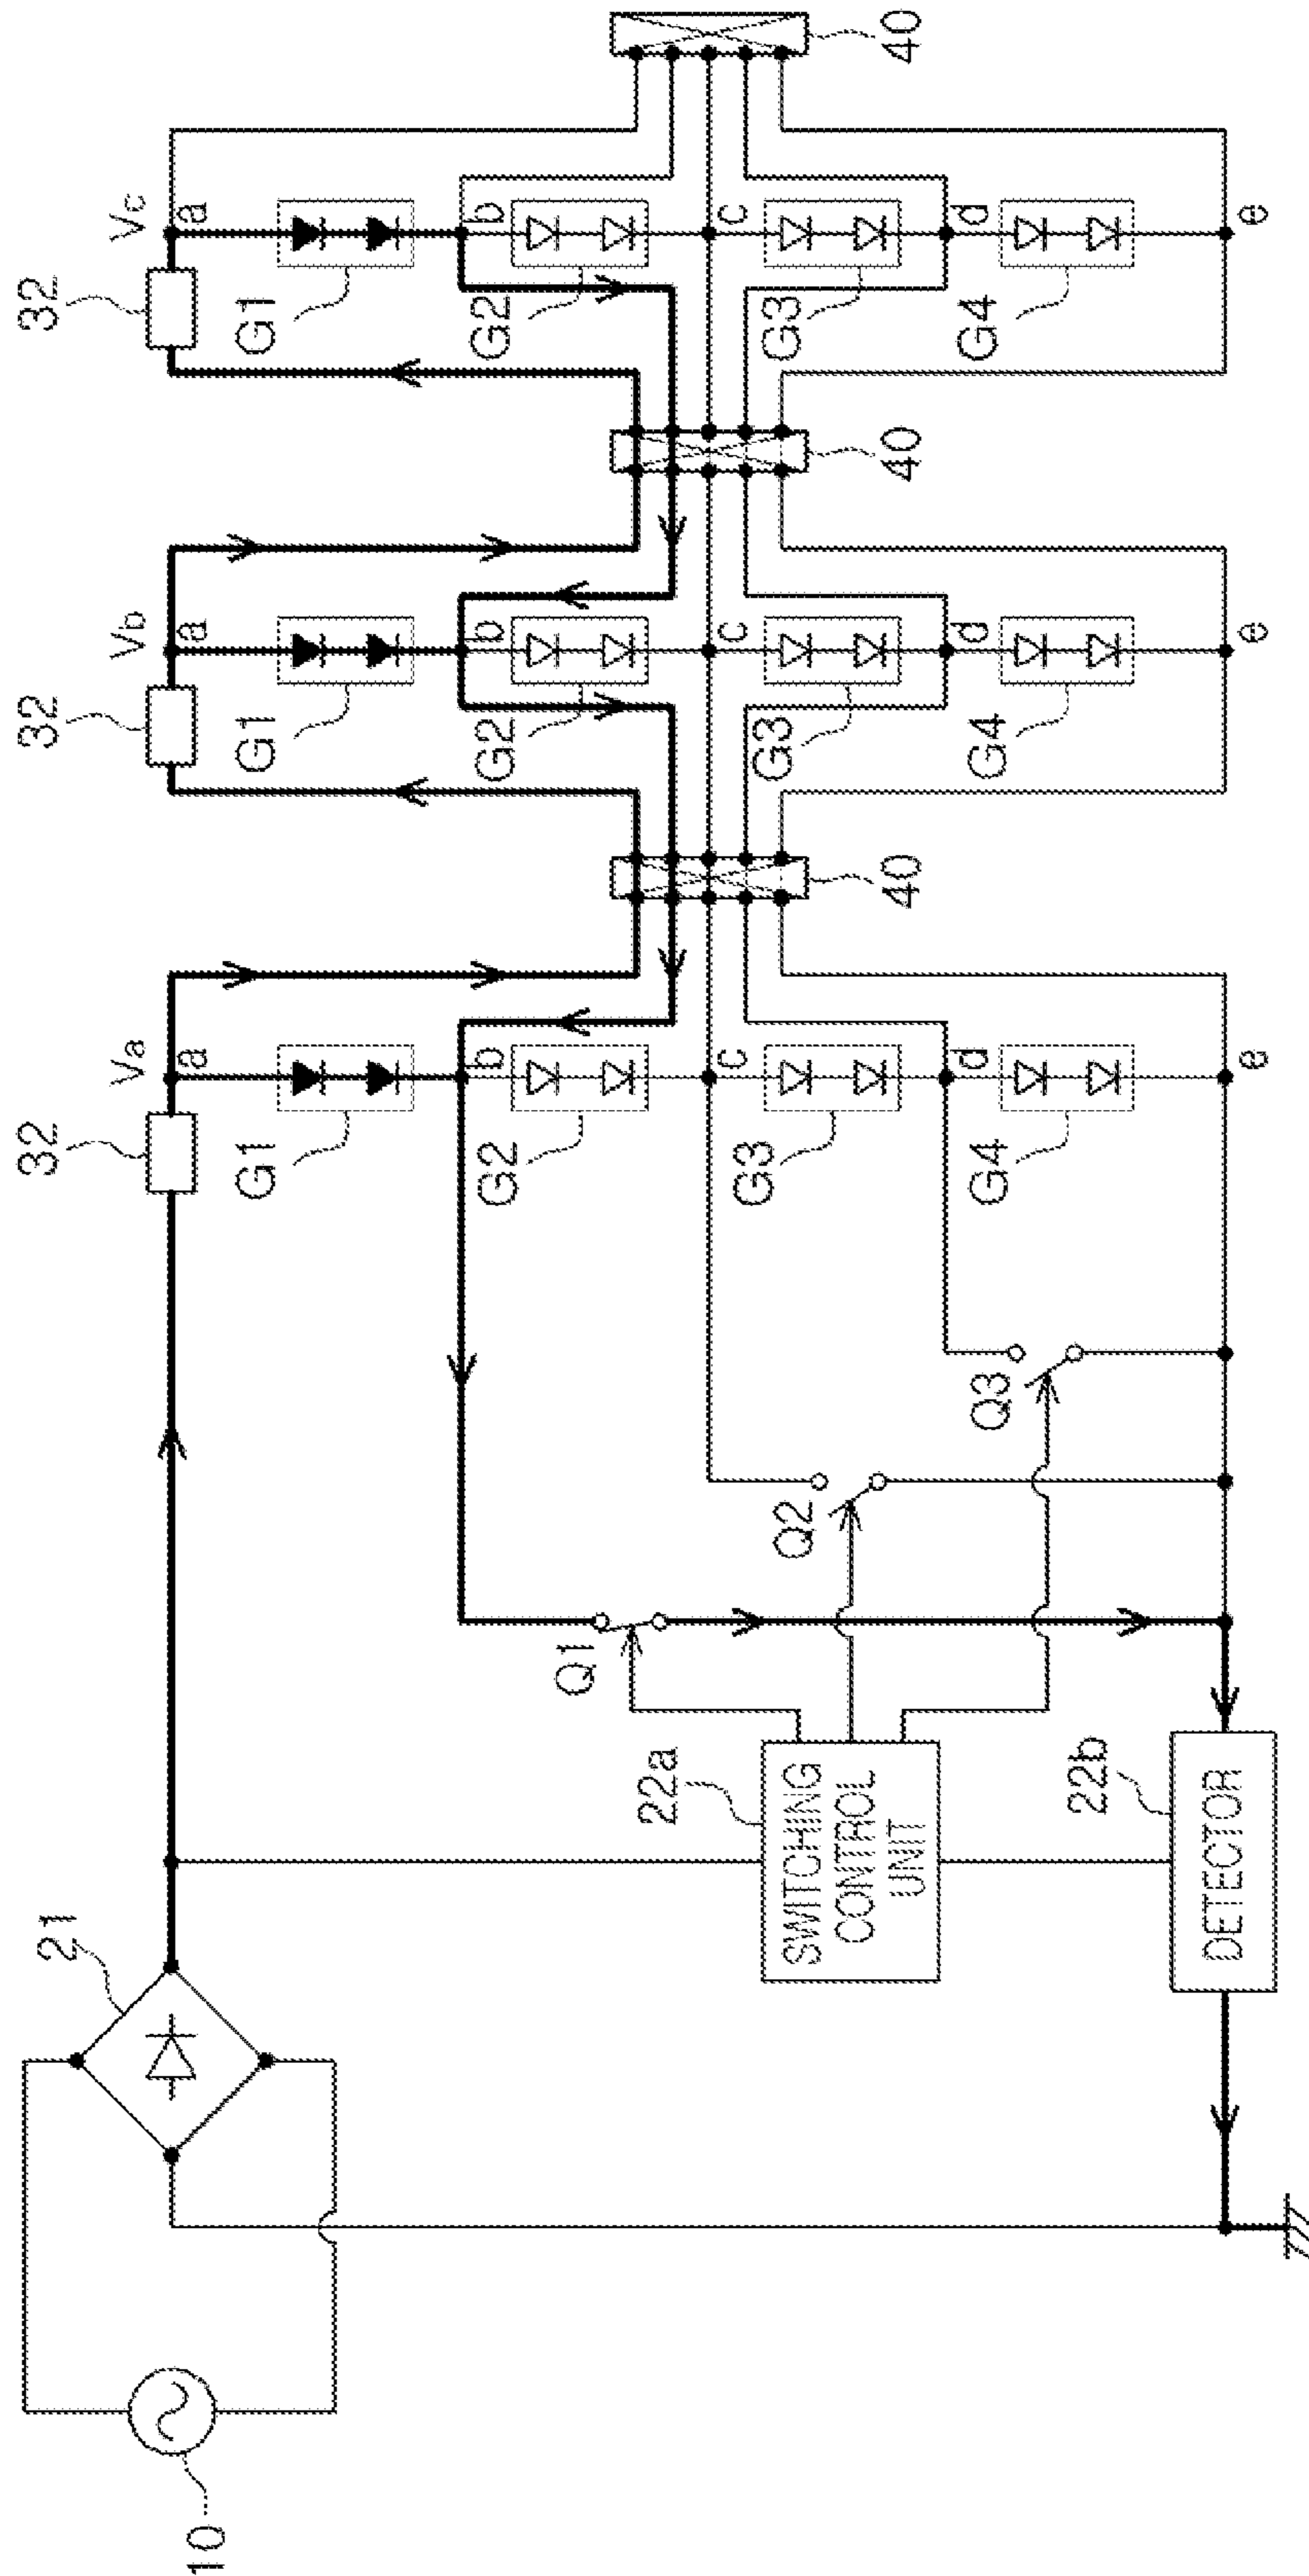 10
21
22a
SWITCHING
CONTROL
UNIT
22b
DETECTOR
Q1
Q2
Q3
32
Va
a
G1
b
G2
c
G3
d
G4
e
40
32
Vb
a
G1
b
G2
c
G3
d
G4
e
40
32
Vc
a
G1
b
G2
c
G3
d
G4
e
40